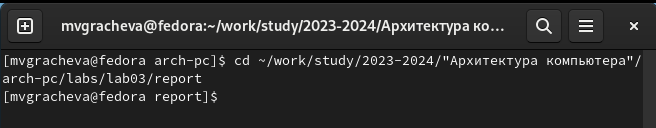 mvgracheva@fedora:~/work/study/2023-2024/Архитектура ко...
[mvgracheva@fedora arch-pc]$ cd ~/work/study/2023-2024/"Архитектура компьютера"/
arch-pc/labs/lab03/report
[mvgracheva@fedora report]$